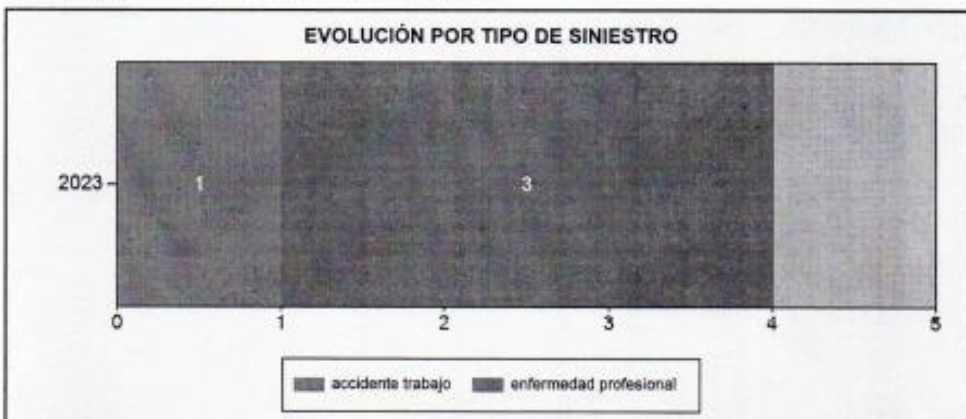 EVOLUCIÓN POR TIPO DE SINIESTRO
2023
1
3
0 1 2 3 4 5
accidente trabajo enfermedad profesional